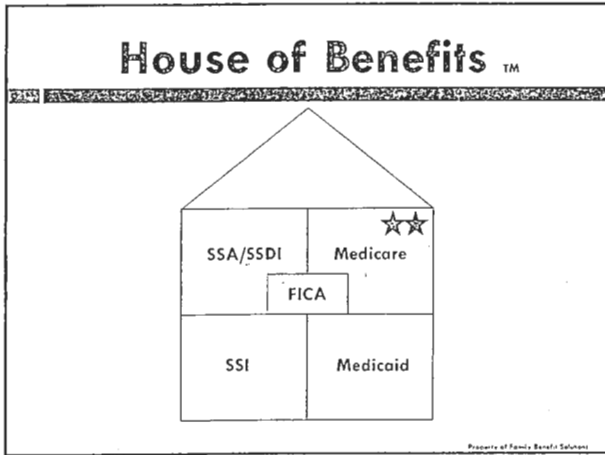 House of Benefits ™
SSA/SSDI Medicare
FICA
SSI Medicaid
Property of Family Benefit Solutions